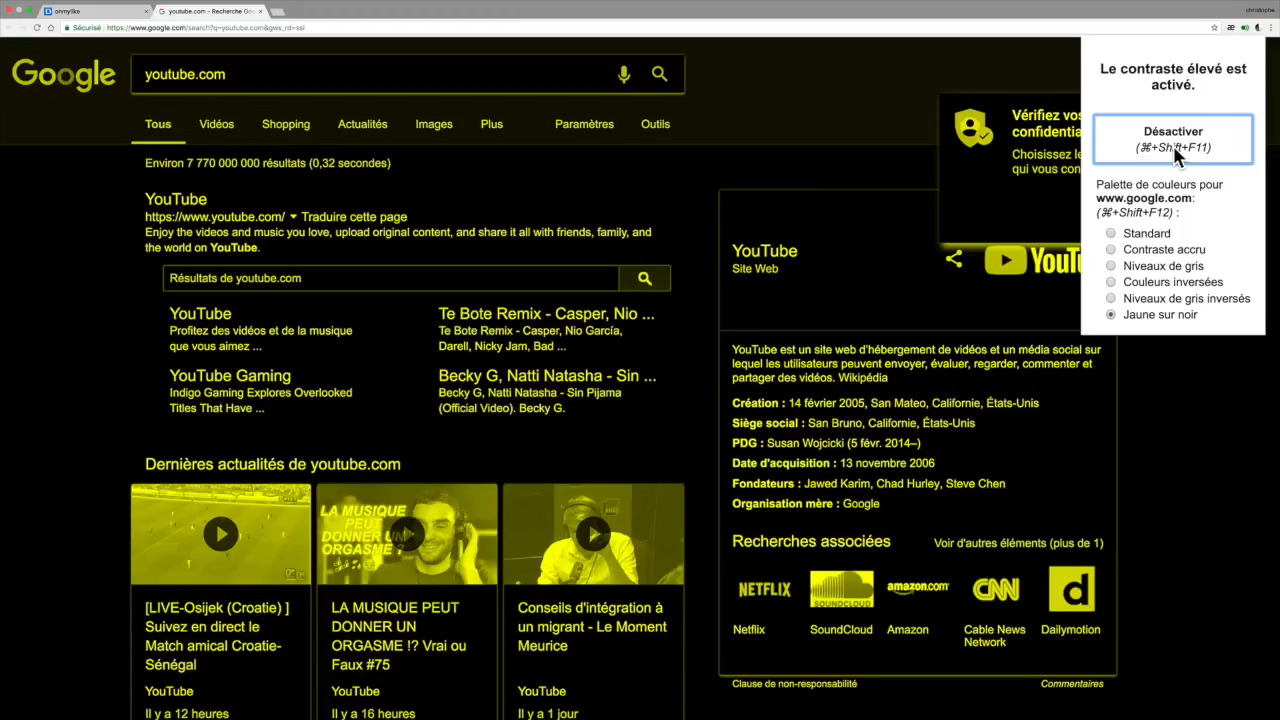 onmylike
youtube.com - Recherche Goo
christophe
Sécurisé
https://www.google.com/search?q=youtube.com&gws_rd=ssl
Google
youtube.com
Tous
Vidéos
Shopping
Actualités
Images
Plus
Paramètres
Outils
Environ 7 770 000 000 résultats (0,32 secondes)
YouTube
https://www.youtube.com/ Traduire cette page
Enjoy the videos and music you love, upload original content, and share it all with friends, family, and
the world on YouTube.
Résultats de youtube.com
YouTube
Profitez des vidéos et de la musique
que vous aimez ...
Te Bote Remix - Casper, Nio ...
Te Bote Remix - Casper, Nio García,
Darell, Nicky Jam, Bad ...
YouTube Gaming
Indigo Gaming Explores Overlooked
Titles That Have ...
Becky G, Natti Natasha - Sin ...
Becky G, Natti Natasha - Sin Pijama
(Official Video). Becky G.
Dernières actualités de youtube.com
LA MUSIQUE
PEUT
DONNER UN
ORGASME ?
[LIVE-Osijek (Croatie) ]
Suivez en direct le
Match amical Croatie-
Sénégal
YouTube
Il y a 12 heures
LA MUSIQUE PEUT
DONNER UN
ORGASME !? Vrai ou
Faux #75
YouTube
Il y a 16 heures
Conseils d'intégration à
un migrant - Le Moment
Meurice
YouTube
Il y a 1 jour
Vérifiez vos
confidentia
Choisissez le
qui vous con
YouTube
Site Web
YouTu
YouTube est un site web d'hébergement de vidéos et un média social sur
lequel les utilisateurs peuvent envoyer, évaluer, regarder, commenter et
partager des vidéos. Wikipédia
Création : 14 février 2005, San Mateo, Californie, États-Unis
Siège social : San Bruno, Californie, États-Unis
PDG : Susan Wojcicki (5 févr. 2014–)
Date d'acquisition : 13 novembre 2006
Fondateurs : Jawed Karim, Chad Hurley, Steve Chen
Organisation mère : Google
Recherches associées
Voir d'autres éléments (plus de 1)
NETFLIX
SOUNDCLOUD
amazon.com
CNN
d
Netflix
SoundCloud
Amazon
Cable News
Network
Dailymotion
Clause de non-responsabilité
Commentaires
Le contraste élevé est
activé.
Désactiver
(⌘+Shift+F11)
Palette de couleurs pour
www.google.com:
(⌘+Shift+F12) :
Standard
Contraste accru
Niveaux de gris
Couleurs inversées
Niveaux de gris inversés
Jaune sur noir